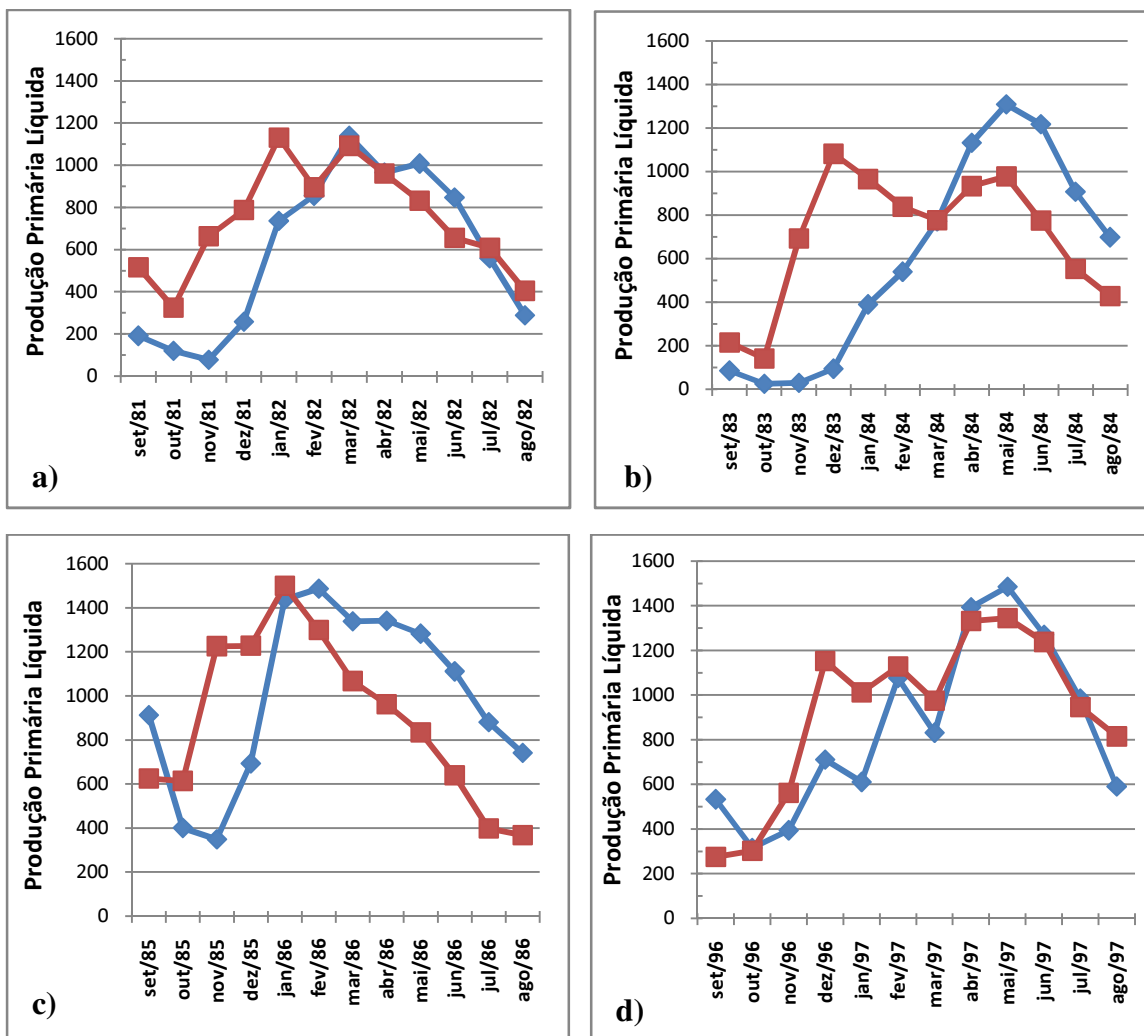 Produção Primária Líquida
1600
1400
1200
1000
800
600
400
200
0
set/81
out/81
nov/81
dez/81
jan/82
fev/82
mar/82
abr/82
mai/82
jun/82
jul/82
ago/82
a)
Produção Primária Líquida
1600
1400
1200
1000
800
600
400
200
0
set/83
out/83
nov/83
dez/83
jan/84
fev/84
mar/84
abr/84
mai/84
jun/84
jul/84
ago/84
b)
Produção Primária Líquida
1600
1400
1200
1000
800
600
400
200
0
set/85
out/85
nov/85
dez/85
jan/86
fev/86
mar/86
abr/86
mai/86
jun/86
jul/86
ago/86
c)
Produção Primária Líquida
1600
1400
1200
1000
800
600
400
200
0
set/96
out/96
nov/96
dez/96
jan/97
fev/97
mar/97
abr/97
mai/97
jun/97
jul/97
ago/97
d)